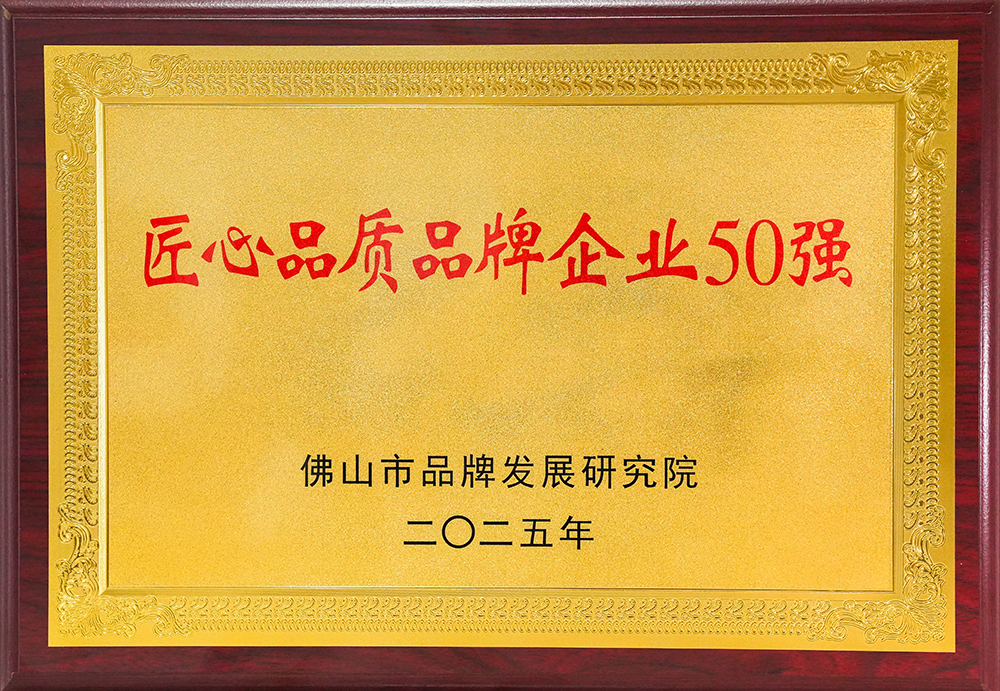 匠心品质品牌企业50强
佛山市品牌发展研究院
二〇二五年